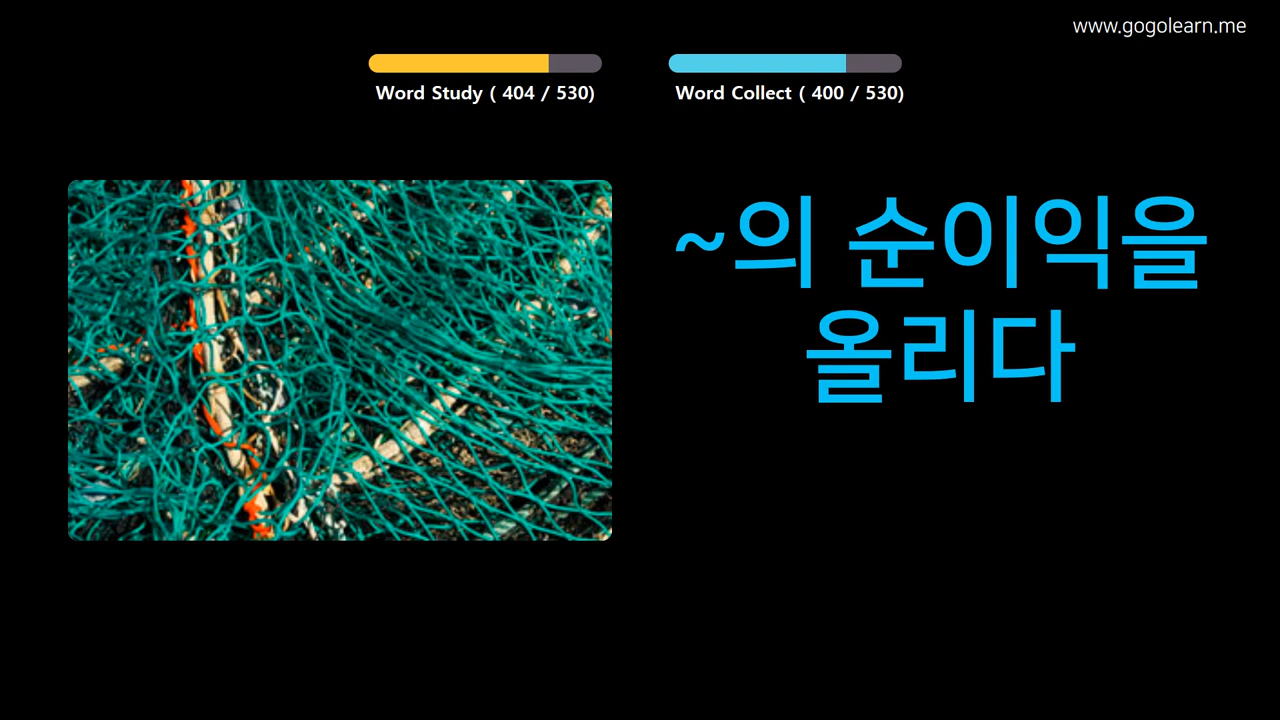 www.gogolearn.me
Word Study ( 404 / 530)
Word Collect ( 400 / 530)
~의 순이익을
올리다